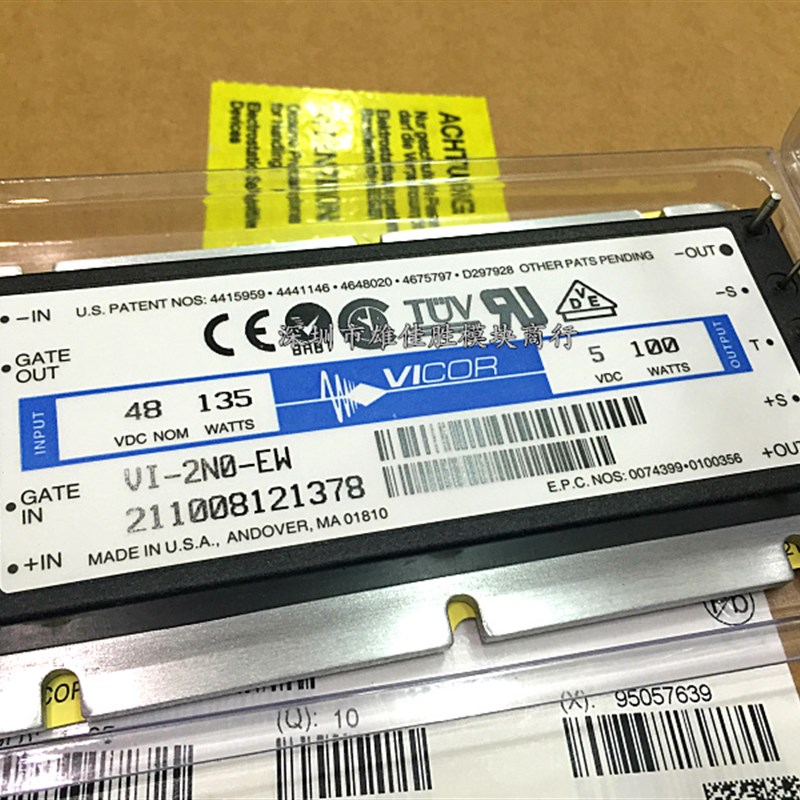 ACHTUNG
Devices
-OUT
U.S. PATENT NOS: 4415959 • 4441146 • 4648020 • 4675797 • D297928 OTHER PATS PENDING
-IN
-S
CE
BABT
TÜV
VDE
深圳市雄佳胜模块商行
GATE
OUT
T
INPUT
48
VDC NOM
135
WATTS
VICOR
5
VDC
100
WATTS
OUTPUT
+S
VI-2N0-EW
GATE
IN
211008121378
E.P.C. NOS: 0074399 • 0100356
+OUT
+IN
MADE IN U.S.A., ANDOVER, MA 01810
(Q): 10
(X): 95057639